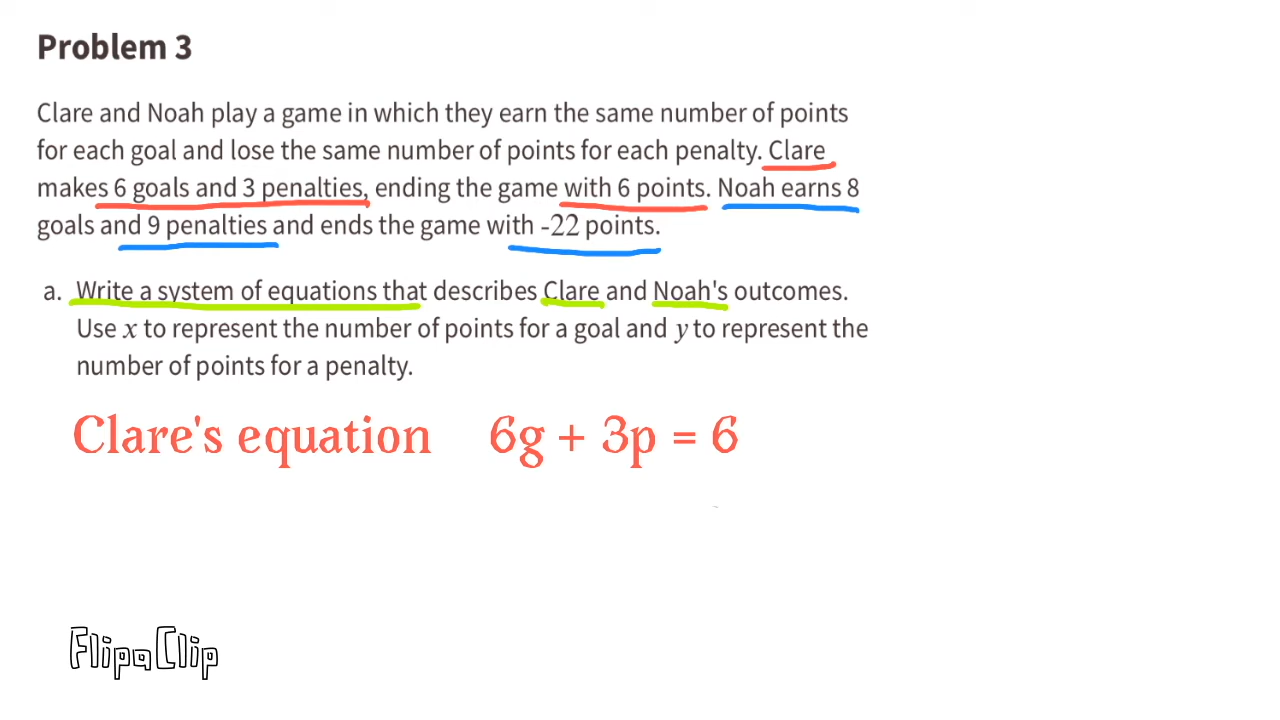 Problem 3
Clare and Noah play a game in which they earn the same number of points
for each goal and lose the same number of points for each penalty. Clare
makes 6 goals and 3 penalties, ending the game with 6 points. Noah earns 8
goals and 9 penalties and ends the game with -22 points.
a. Write a system of equations that describes Clare and Noah's outcomes.
Use x to represent the number of points for a goal and y to represent the
number of points for a penalty.
Clare's equation 6g + 3p = 6
FlipaClip